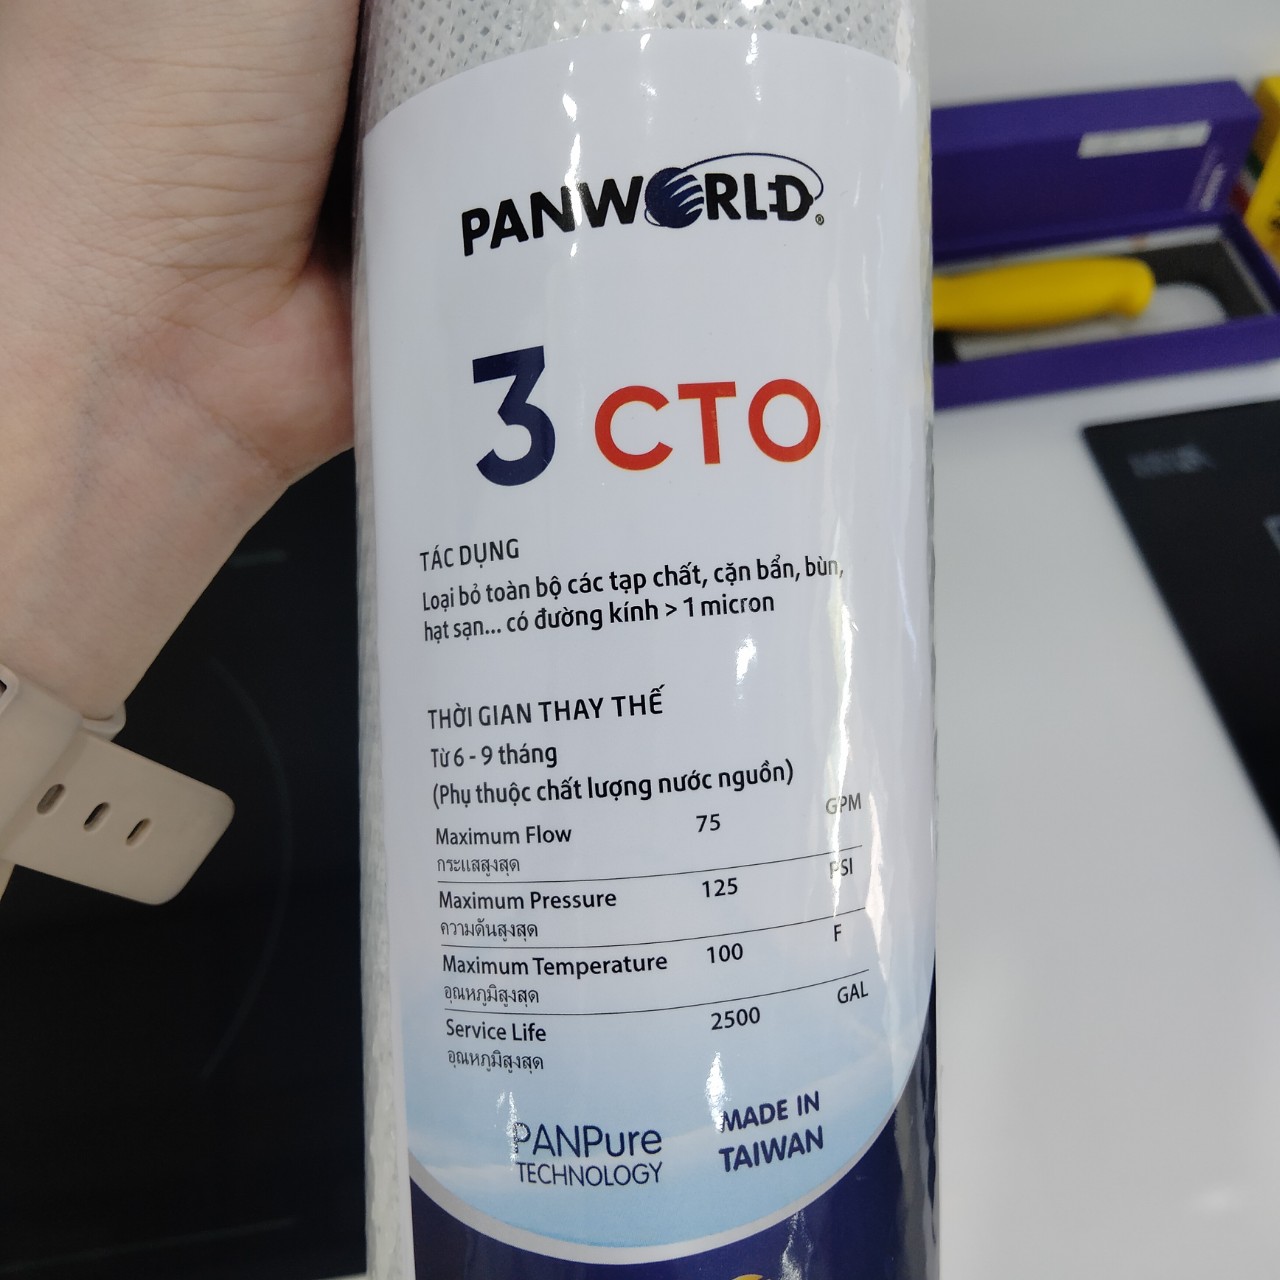 PANWORLD®
3 CTO
TÁC DỤNG
Loại bỏ toàn bộ các tạp chất, cặn bẩn, bùn,
hạt sạn... có đường kính > 1 micron
THỜI GIAN THAY THẾ
Từ 6 - 9 tháng
(Phụ thuộc chất lượng nước nguồn)
Maximum Flow 75 GPM
กระแสสูงสุด
Maximum Pressure 125 PSI
ความดันสูงสุด
Maximum Temperature 100 F
อุณหภูมิสูงสุด
Service Life 2500 GAL
อุณหภูมิสูงสุด
PANPure
TECHNOLOGY
MADE IN
TAIWAN